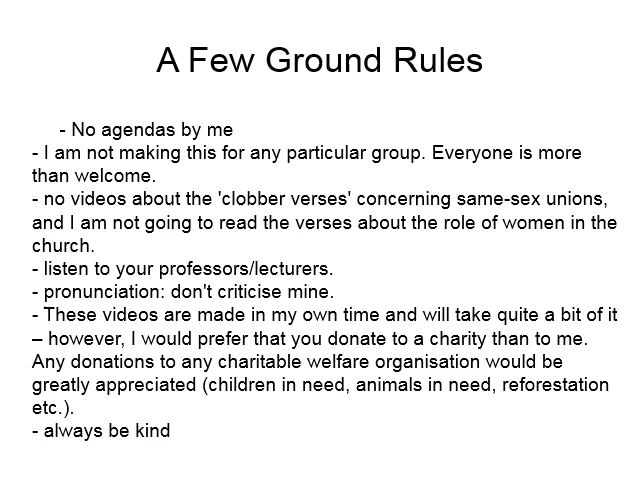 A Few Ground Rules
- No agendas by me
- I am not making this for any particular group. Everyone is more
than welcome.
- no videos about the 'clobber verses' concerning same-sex unions,
and I am not going to read the verses about the role of women in the
church.
- listen to your professors/lecturers.
- pronunciation: don't criticise mine.
- These videos are made in my own time and will take quite a bit of it
– however, I would prefer that you donate to a charity than to me.
Any donations to any charitable welfare organisation would be
greatly appreciated (children in need, animals in need, reforestation
etc.).
- always be kind